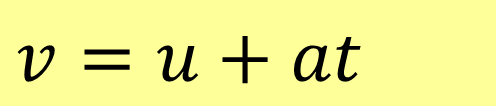 v = u + at